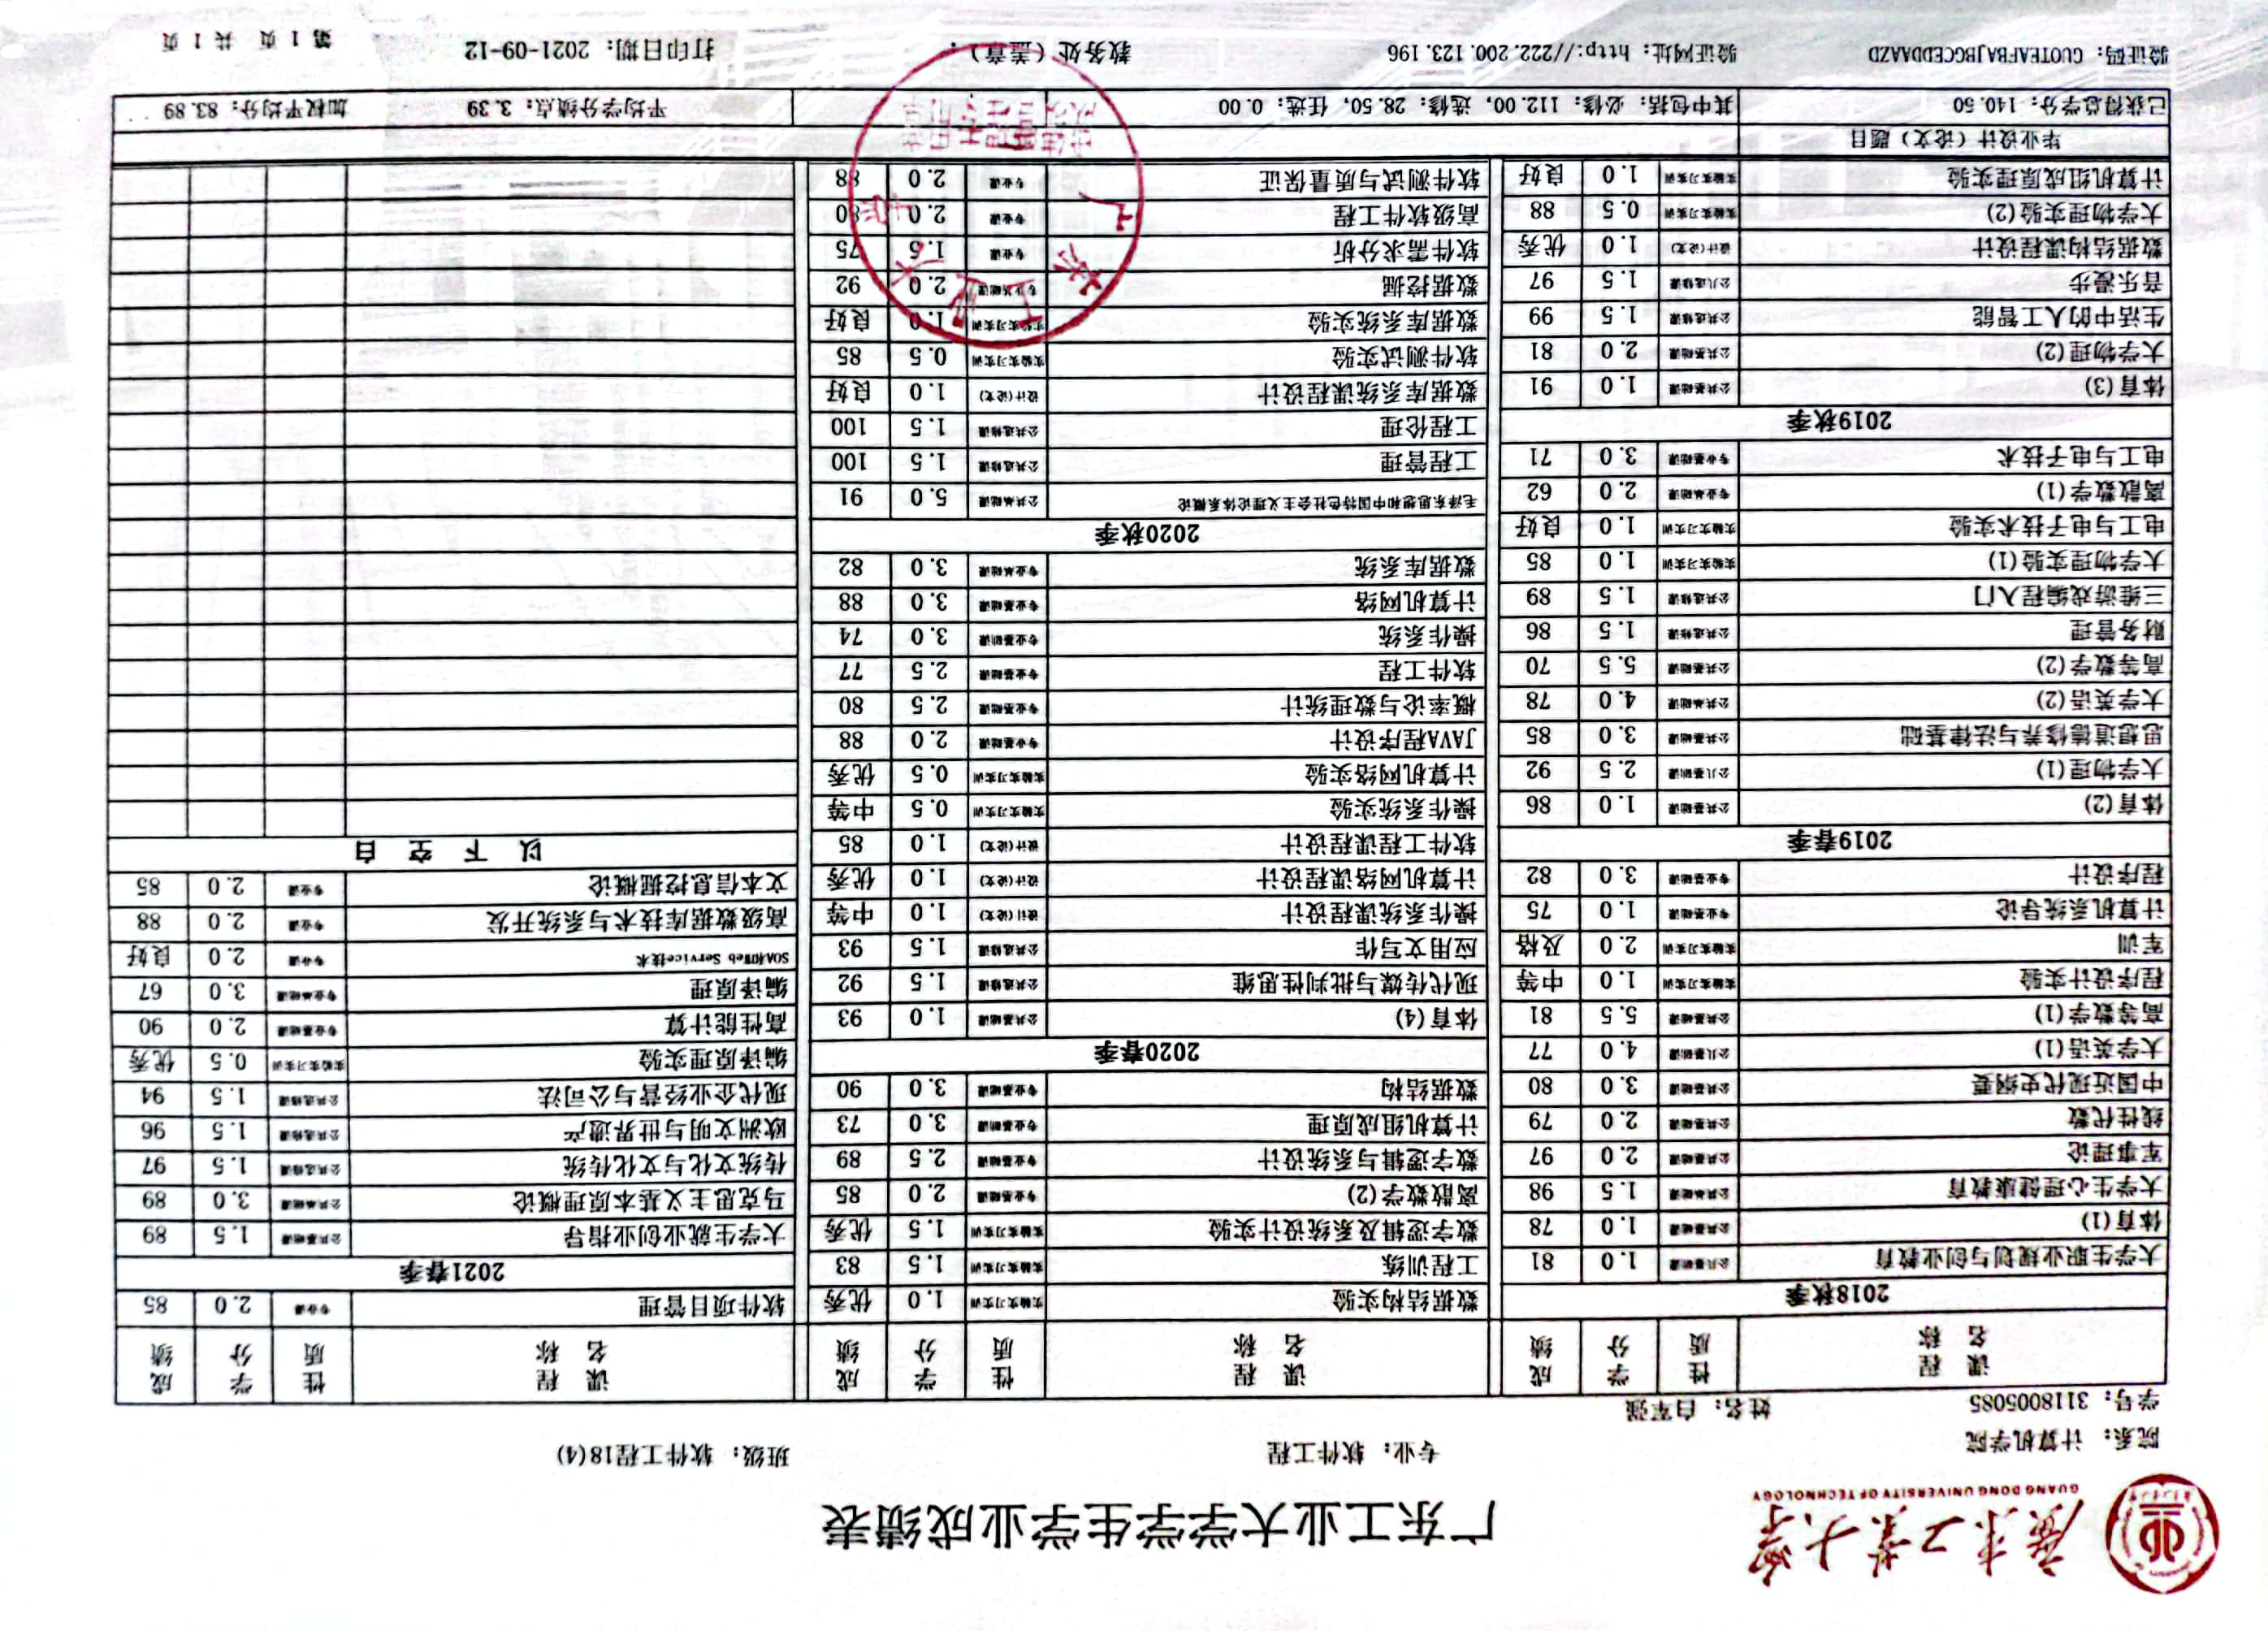 廣東工業大学
GUANG DONG UNIVERSITY OF TECHNOLOGY
广东工业大学学生学业成绩表
院系： 计算机学院
专业： 软件工程
班级： 软件工程18(4)
学号： 3118005085
姓名： 白军强
课程名称 性质 学分 成绩
2018秋季
大学生职业规划与创业教育 公共基础课 1.0 81
体育(1) 公共基础课 1.0 78
大学生心理健康教育 公共基础课 1.5 98
军事理论 公共基础课 2.0 97
线性代数 公共基础课 2.0 79
中国近现代史纲要 公共基础课 3.0 80
大学英语(1) 公共基础课 4.0 77
高等数学(1) 公共基础课 5.5 81
程序设计实验 实验实习实训 1.0 中等
军训 实验实习实训 2.0 及格
计算机系统导论 专业基础课 1.0 75
程序设计 专业基础课 3.0 82
2019春季
体育(2) 公共基础课 1.0 86
大学物理(1) 公共基础课 2.5 92
思想道德修养与法律基础 公共基础课 3.0 85
大学英语(2) 公共基础课 4.0 78
高等数学(2) 公共基础课 5.5 70
财务管理 公共选修课 1.5 86
三维游戏编程入门 公共选修课 1.5 89
大学物理实验(1) 实验实习实训 1.0 85
电工与电子技术实验 实验实习实训 1.0 良好
离散数学(1) 专业基础课 2.0 62
电工与电子技术 专业基础课 3.0 71
2019秋季
体育(3) 公共基础课 1.0 91
大学物理(2) 公共基础课 2.0 81
生活中的人工智能 公共选修课 1.5 99
音乐漫步 公共选修课 1.5 97
数据结构课程设计 设计(论文) 1.0 优秀
大学物理实验(2) 实验实习实训 0.5 88
计算机组成原理实验 实验实习实训 1.0 良好
课程名称 性质 学分 成绩
数据结构实验 实验实习实训 1.0 优秀
工程训练 实验实习实训 1.5 83
数字逻辑及系统设计实验 实验实习实训 1.5 优秀
离散数学(2) 专业基础课 2.0 85
数字逻辑与系统设计 专业基础课 2.5 89
计算机组成原理 专业基础课 3.0 73
数据结构 专业基础课 3.0 90
2020春季
体育(4) 公共基础课 1.0 93
现代传媒与批判性思维 公共选修课 1.5 92
应用文写作 公共选修课 1.5 93
操作系统课程设计 设计(论文) 1.0 中等
计算机网络课程设计 设计(论文) 1.0 优秀
软件工程课程设计 设计(论文) 1.0 85
操作系统实验 实验实习实训 0.5 中等
计算机网络实验 实验实习实训 0.5 优秀
JAVA程序设计 专业基础课 2.0 88
概率论与数理统计 专业基础课 2.5 80
软件工程 专业基础课 2.5 77
操作系统 专业基础课 3.0 74
计算机网络 专业基础课 3.0 88
数据库系统 专业基础课 3.0 82
2020秋季
毛泽东思想和中国特色社会主义理论体系概论 公共基础课 5.0 91
工程管理 公共选修课 1.5 100
工程伦理 公共选修课 1.5 100
数据库系统课程设计 设计(论文) 1.0 良好
软件测试实验 实验实习实训 0.5 85
数据库系统实验 实验实习实训 1.0 良好
数据挖掘 专业基础课 2.0 92
软件需求分析 专业课 1.5 75
高级软件工程 专业课 2.0 80
软件测试与质量保证 专业课 2.0 88
课程名称 性质 学分 成绩
软件项目管理 专业课 2.0 85
2021春季
大学生就业创业指导 公共基础课 1.5 89
马克思主义基本原理概论 公共基础课 3.0 89
传统文化与文化传统 公共选修课 1.5 97
欧洲文明与世界遗产 公共选修课 1.5 96
现代企业经营与公司法 公共选修课 1.5 94
编译原理实验 实验实习实训 0.5 优秀
高性能计算 专业基础课 2.0 90
编译原理 专业基础课 3.0 67
SOA和Web Service技术 专业课 2.0 良好
高级数据库技术与系统开发 专业课 2.0 88
文本信息挖掘概论 专业课 2.0 85
以 下 空 白
毕业设计（论文）题目
已获得总学分：140.50
其中包括：必修：112.00，选修：28.50，任选：0.00
平均学分绩点：3.39
加权平均分：83.89
广东工业大学
成绩管理专用章
验证码：GUOTEAFBAJBGCEDDAAZD
验证网址：http://222.200.123.196
教务处（盖章）：
打印日期：2021-09-12
第 1 页 共 1 页